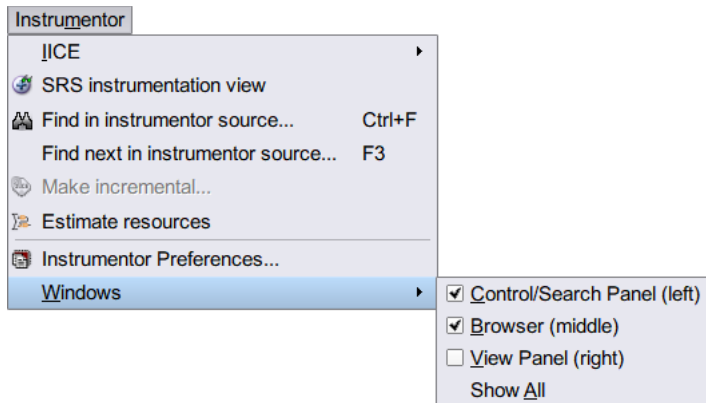 Instrumentor
IICE
SRS instrumentation view
Find in instrumentor source... Ctrl+F
Find next in instrumentor source... F3
Make incremental...
Estimate resources
Instrumentor Preferences...
Windows
Control/Search Panel (left)
Browser (middle)
View Panel (right)
Show All